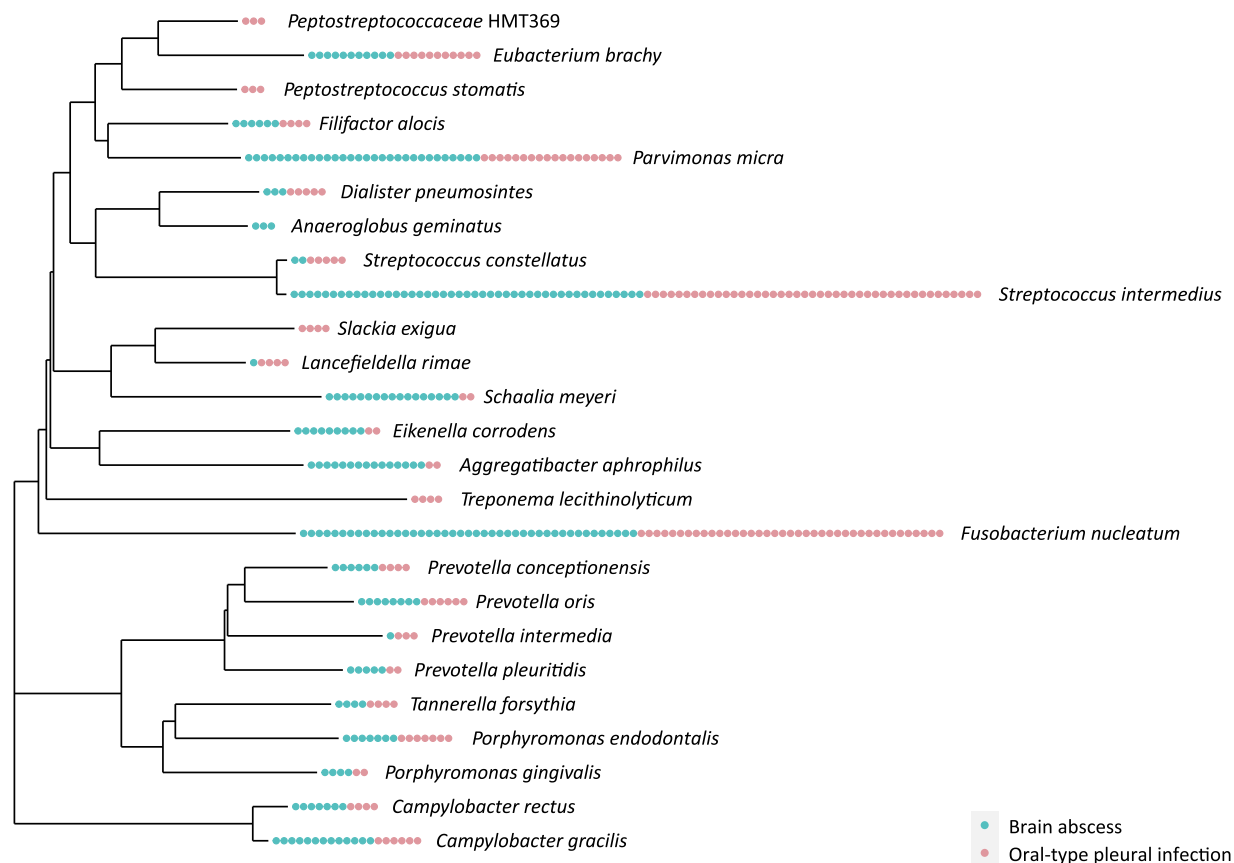 Peptostreptococcaceae HMT369
Eubacterium brachy
Peptostreptococcus stomatis
Filifactor alocis
Parvimonas micra
Dialister pneumosintes
Anaeroglobus geminatus
Streptococcus constellatus
Streptococcus intermedius
Slackia exigua
Lancefieldella rimae
Schaalia meyeri
Eikenella corrodens
Aggregatibacter aphrophilus
Treponema lecithinolyticum
Fusobacterium nucleatum
Prevotella conceptionensis
Prevotella oris
Prevotella intermedia
Prevotella pleuritidis
Tannerella forsythia
Porphyromonas endodontalis
Porphyromonas gingivalis
Campylobacter rectus
Campylobacter gracilis
Brain abscess
Oral-type pleural infection